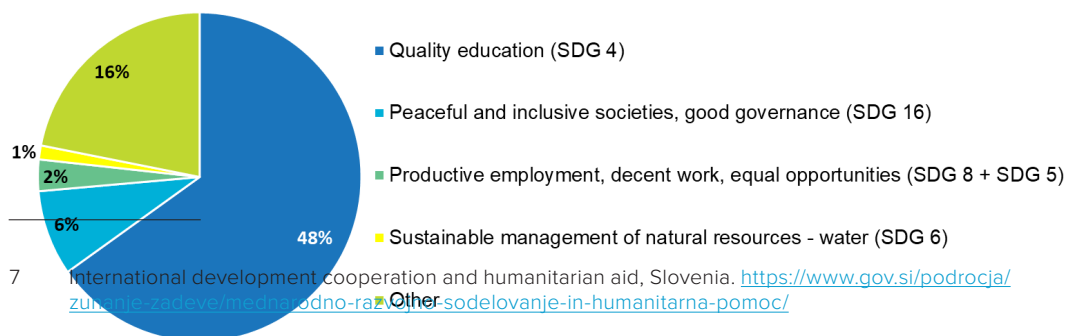 16%
1%
2%
6%
48%
Quality education (SDG 4)
Peaceful and inclusive societies, good governance (SDG 16)
Productive employment, decent work, equal opportunities (SDG 8 + SDG 5)
Sustainable management of natural resources - water (SDG 6)
Other
7 International development cooperation and humanitarian aid, Slovenia. https://www.gov.si/podrocja/
zunanje-zadeve/mednarodno-razvojno-sodelovanje-in-humanitarna-pomoc/